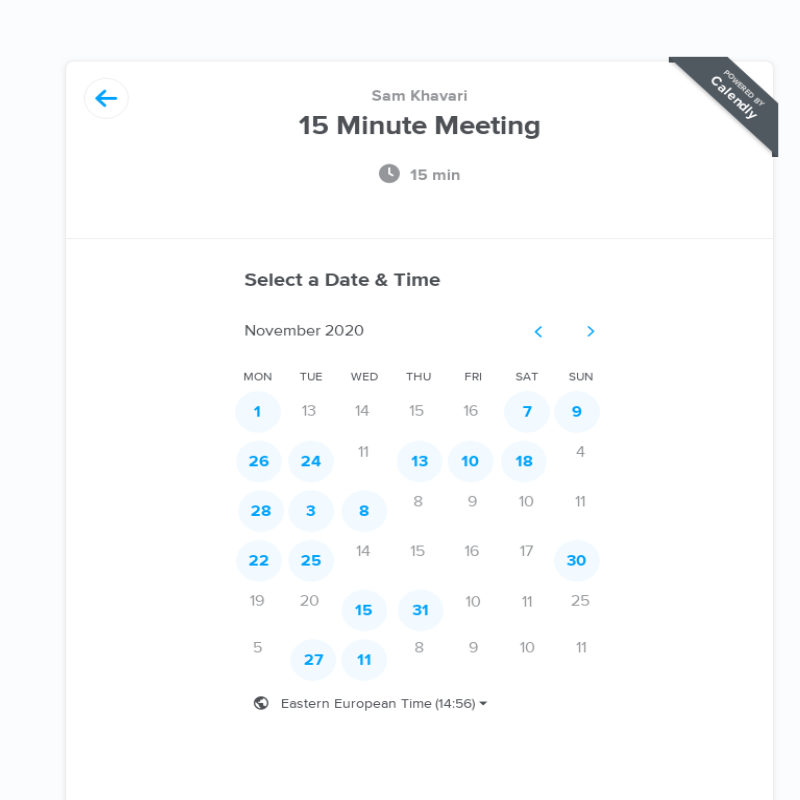 POWERED BY
Calendly
Sam Khavari
15 Minute Meeting
15 min
Select a Date & Time
November 2020
MON TUE WED THU FRI SAT SUN
1 13 14 15 16 7 9
26 24 11 13 10 18 4
28 3 8 8 9 10 11
22 25 14 15 16 17 30
19 20 15 31 10 11 25
5 27 11 8 9 10 11
Eastern European Time (14:56)